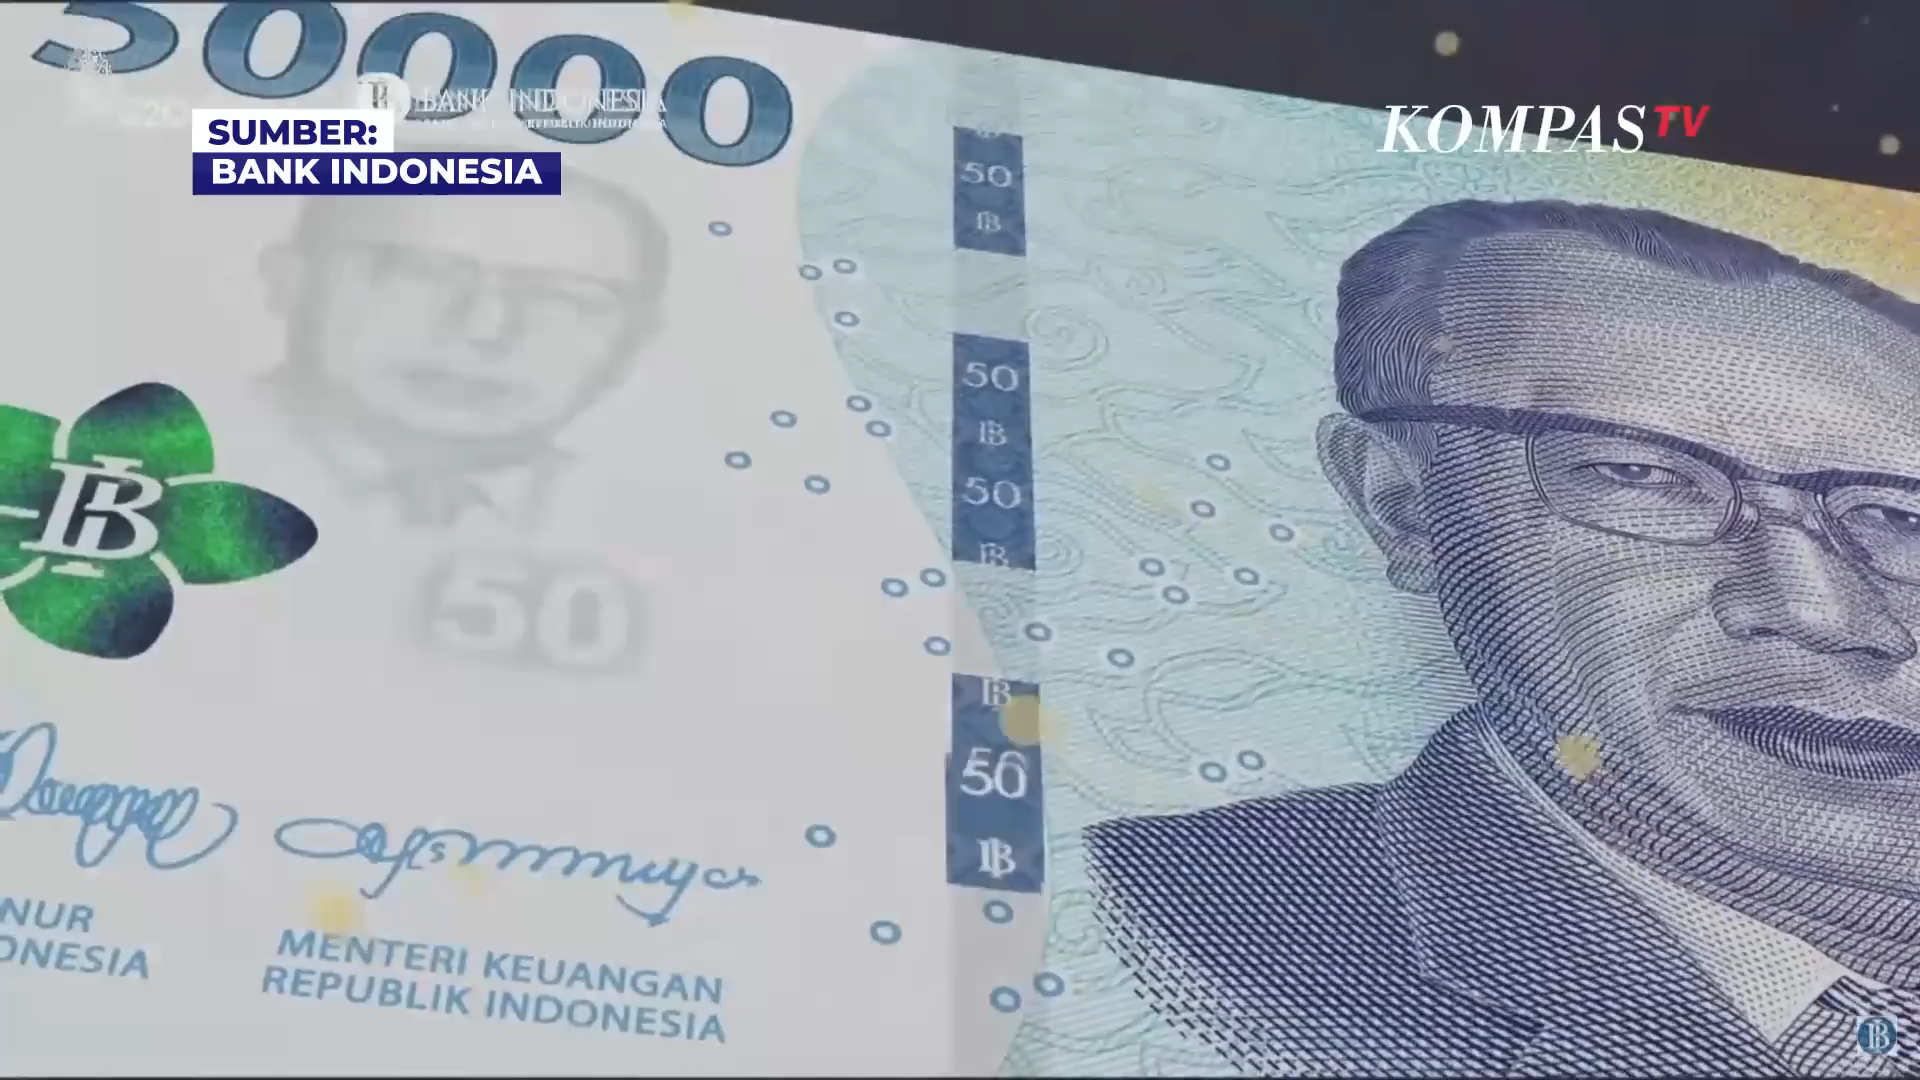 50000
BANK INDONESIA
SUMBER:
BANK INDONESIA
KOMPAS TV
50
50
50
50
50
NUR
ONESIA
MENTERI KEUANGAN
REPUBLIK INDONESIA